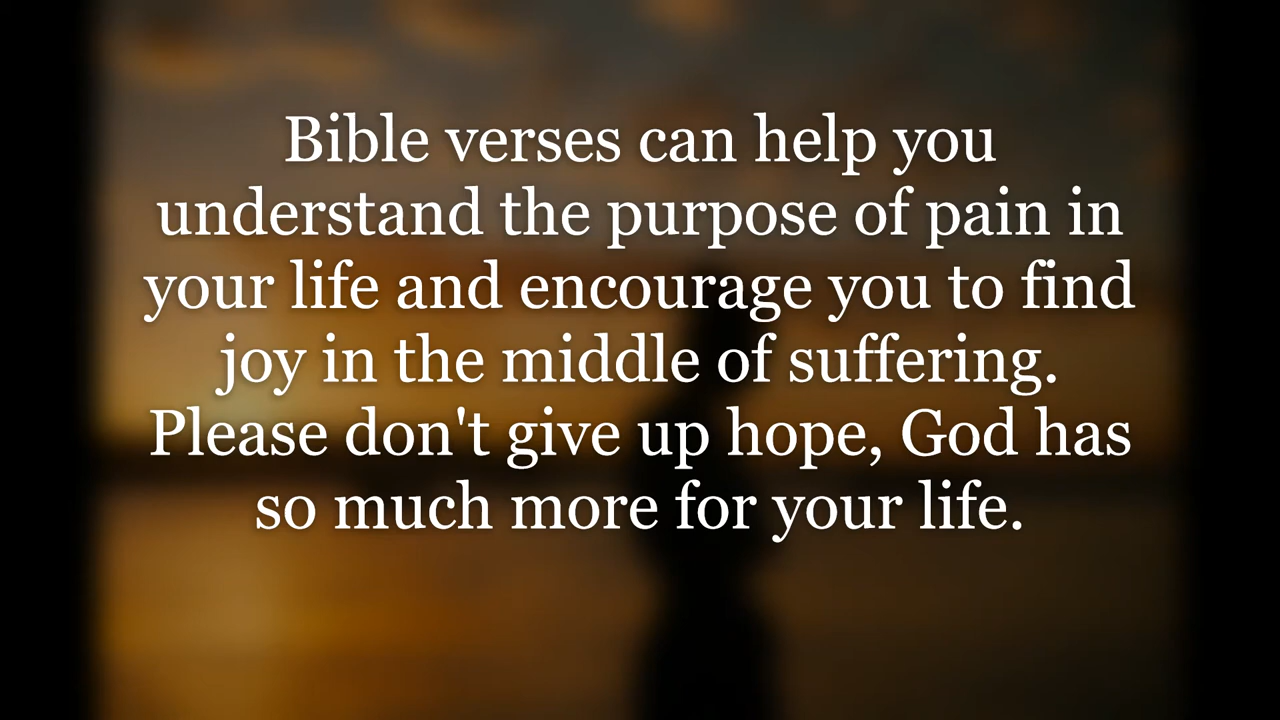 Bible verses can help you
understand the purpose of pain in
your life and encourage you to find
joy in the middle of suffering.
Please don't give up hope, God has
so much more for your life.